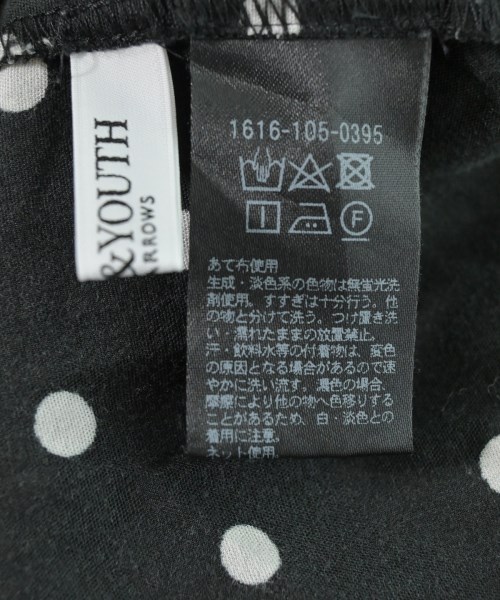 &YOUTH
RROWS
1616-105-0395
F
あて布使用
生成・淡色系の色物は無蛍光洗
剤使用。すすぎは十分行う。他
の物と分けて洗う。つけ置き洗
い・濡れたままの放置禁止。
汗・飲料水等の付着物は、変色
の原因となる場合があるので速
やかに洗い流す。濃色の場合、
摩擦により他の物へ色移りする
ことがあるため、白・淡色との
着用に注意。
ネット使用。